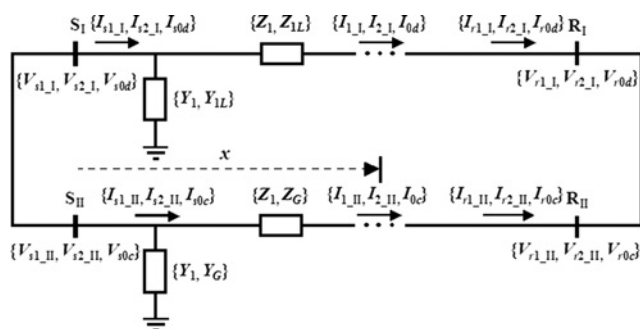 S_I {I_s1_I, I_s2_I, I_s0d} {Z_1, Z_1L} {I_1_I, I_2_I, I_0d} {I_r1_I, I_r2_I, I_r0d} R_I
{V_s1_I, V_s2_I, V_s0d} {V_r1_I, V_r2_I, V_r0d}
{Y_1, Y_1L}
x
S_II {I_s1_II, I_s2_II, I_s0c} {Z_1, Z_G} {I_1_II, I_2_II, I_0c} {I_r1_II, I_r2_II, I_r0c} R_II
{V_s1_II, V_s2_II, V_s0c} {V_r1_II, V_r2_II, V_r0c}
{Y_1, Y_G}